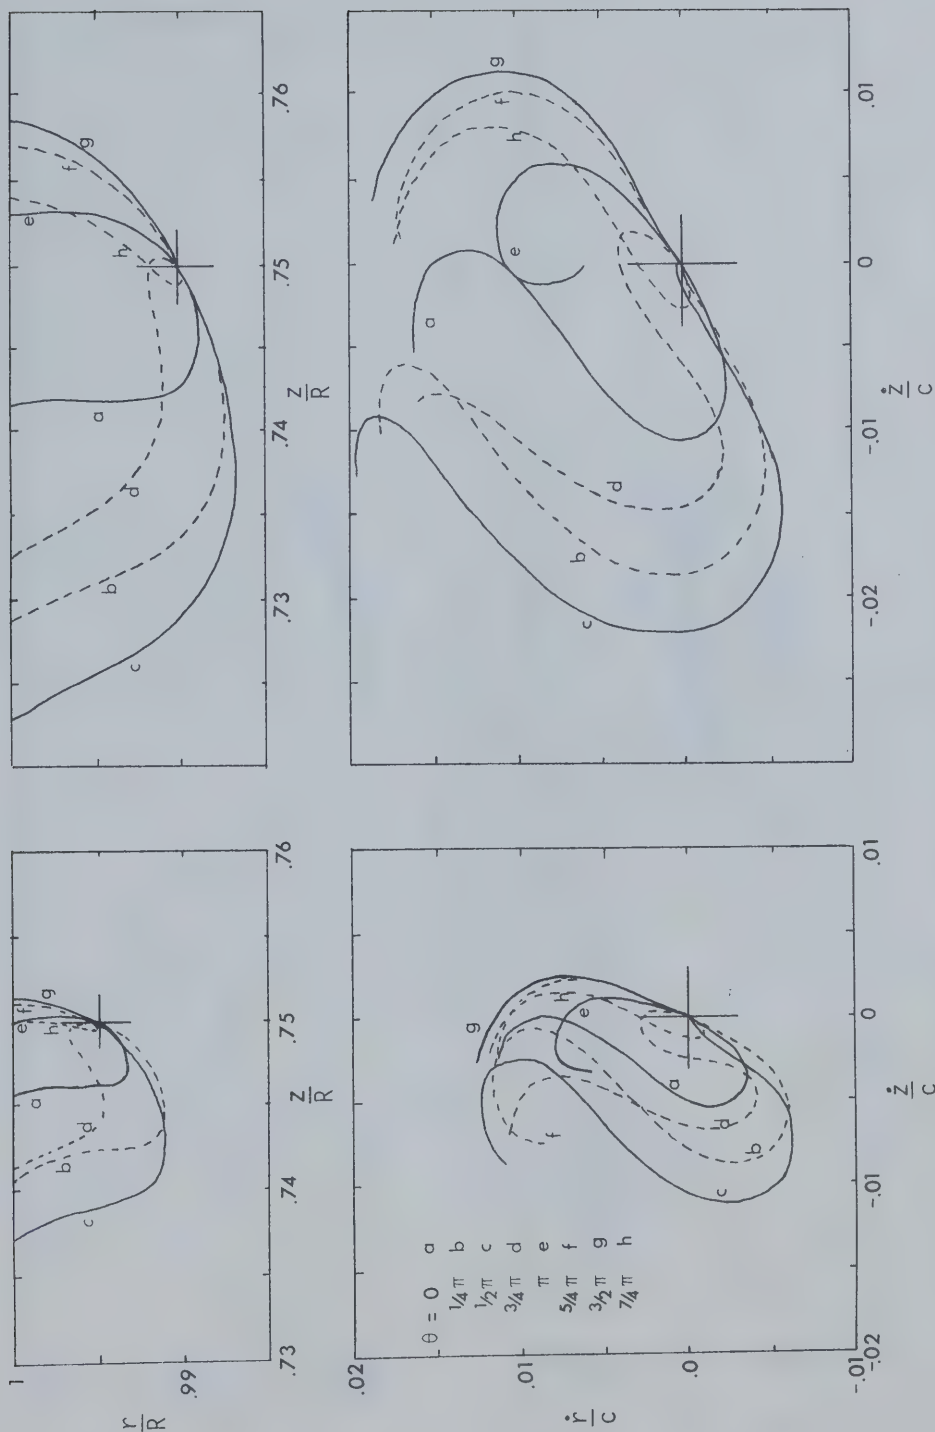 1
.99
r
R
a
b
c
d
e
f
g
h
.73
.74
.75
.76
z
R
a
b
c
d
e
f
g
h
.73
.74
.75
.76
z
R
.02
.01
.0
-.01
ṙ
c
θ = 0 a
1/4 π b
1/2 π c
3/4 π d
π e
5/4 π f
3/2 π g
7/4 π h
a
b
c
d
e
f
g
h
-.02
-.01
0
.01
ż
c
a
b
c
d
e
f
g
h
-.02
-.01
0
.01
ż
c